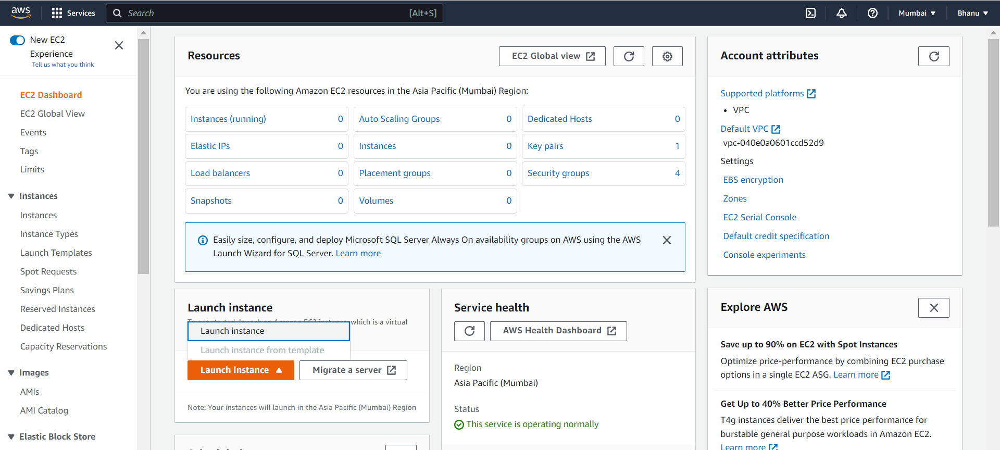 aws
Services
Search
[Alt+S]
Mumbai
Bhanu
New EC2
Experience
Tell us what you think
EC2 Dashboard
EC2 Global View
Events
Tags
Limits
Instances
Instances
Instance Types
Launch Templates
Spot Requests
Savings Plans
Reserved Instances
Dedicated Hosts
Capacity Reservations
Images
AMIs
AMI Catalog
Elastic Block Store
Resources
EC2 Global view
You are using the following Amazon EC2 resources in the Asia Pacific (Mumbai) Region:
Instances (running) 0
Auto Scaling Groups 0
Dedicated Hosts 0
Elastic IPs 0
Instances 0
Key pairs 1
Load balancers 0
Placement groups 0
Security groups 4
Snapshots 0
Volumes 0
Easily size, configure, and deploy Microsoft SQL Server Always On availability groups on AWS using the AWS
Launch Wizard for SQL Server. Learn more
Launch instance
To get started, launch an Amazon EC2 instance, which is a virtual
Launch instance
Launch instance from template
Launch instance
Migrate a server
Note: Your instances will launch in the Asia Pacific (Mumbai) Region
Service health
AWS Health Dashboard
Region
Asia Pacific (Mumbai)
Status
This service is operating normally
Account attributes
Supported platforms
• VPC
Default VPC
vpc-040e0a0601ccd52d9
Settings
EBS encryption
Zones
EC2 Serial Console
Default credit specification
Console experiments
Explore AWS
Save up to 90% on EC2 with Spot Instances
Optimize price-performance by combining EC2 purchase
options in a single EC2 ASG. Learn more
Get Up to 40% Better Price Performance
T4g instances deliver the best price performance for
burstable general purpose workloads in Amazon EC2.
Learn more